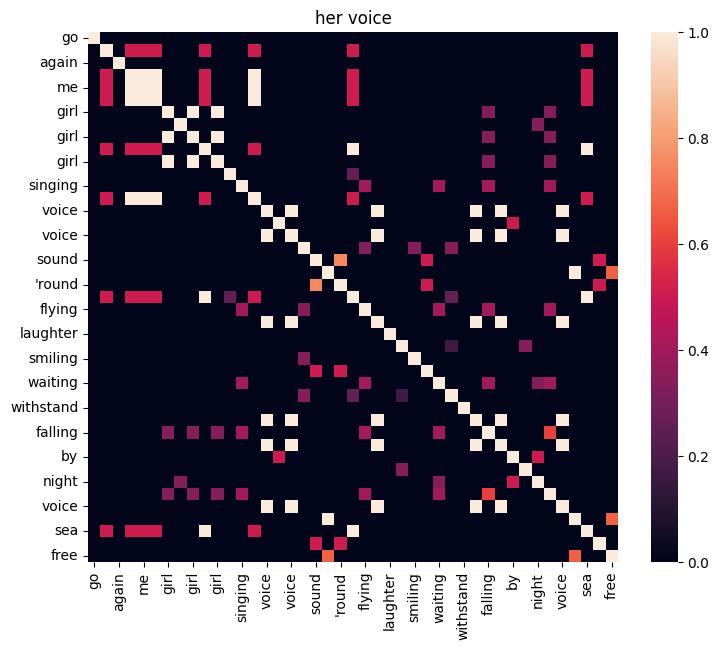 her voice
go
again
me
girl
girl
girl
singing
voice
voice
sound
'round
flying
laughter
smiling
waiting
withstand
falling
by
night
voice
sea
free
1.0
0.8
0.6
0.4
0.2
0.0
go
again
me
girl
girl
girl
singing
voice
voice
sound
'round
flying
laughter
smiling
waiting
withstand
falling
by
night
voice
sea
free